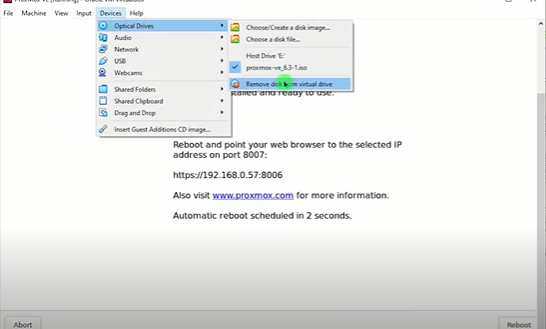 Proxmox VE [Running] - Oracle VM VirtualBox
File Machine View Input Devices Help
Optical Drives
Audio
Network
USB
Webcams
Shared Folders
Shared Clipboard
Drag and Drop
Insert Guest Additions CD image...
Choose/Create a disk image...
Choose a disk file...
Host Drive 'E:'
proxmox-ve_6.3-1.iso
Remove disk from virtual drive
installed and ready to use.
Reboot and point your web browser to the selected IP
address on port 8007:
https://192.168.0.57:8006
Also visit www.proxmox.com for more information.
Automatic reboot scheduled in 2 seconds.
Abort
Reboot